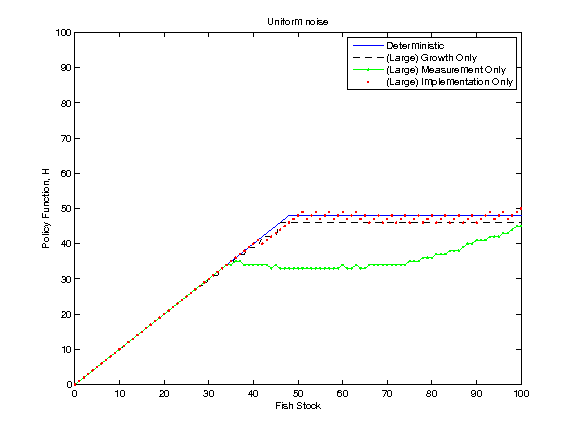 Uniform noise
Deterministic
(Large) Growth Only
(Large) Measurement Only
(Large) Implementation Only
Policy Function, H
100
90
80
70
60
50
40
30
20
10
0
0 10 20 30 40 50 60 70 80 90 100
Fish Stock